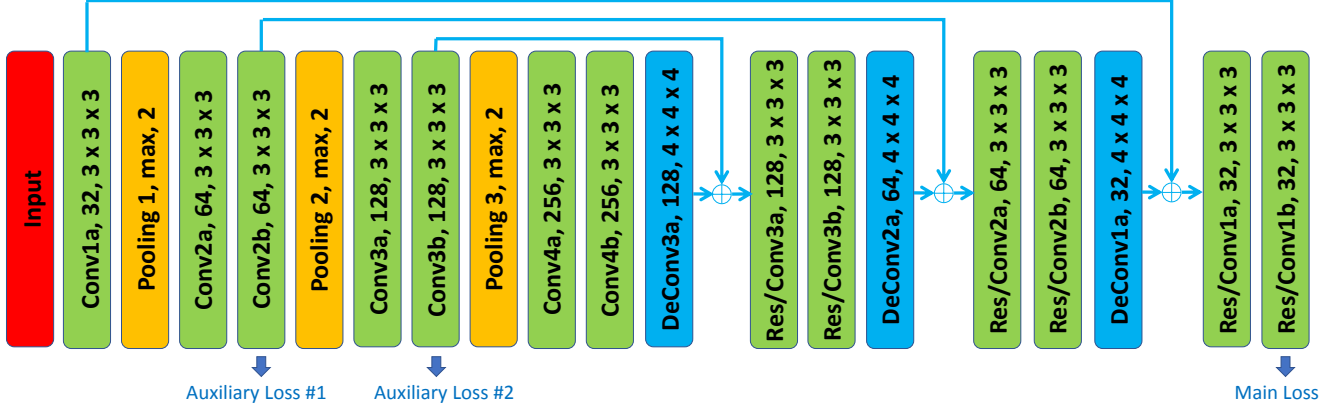 Input
Conv1a, 32, 3 x 3 x 3
Pooling 1, max, 2
Conv2a, 64, 3 x 3 x 3
Conv2b, 64, 3 x 3 x 3
Pooling 2, max, 2
Conv3a, 128, 3 x 3 x 3
Conv3b, 128, 3 x 3 x 3
Pooling 3, max, 2
Conv4a, 256, 3 x 3 x 3
Conv4b, 256, 3 x 3 x 3
DeConv3a, 128, 4 x 4 x 4
Res/Conv3a, 128, 3 x 3 x 3
Res/Conv3b, 128, 3 x 3 x 3
DeConv2a, 64, 4 x 4 x 4
Res/Conv2a, 64, 3 x 3 x 3
Res/Conv2b, 64, 3 x 3 x 3
DeConv1a, 32, 4 x 4 x 4
Res/Conv1a, 32, 3 x 3 x 3
Res/Conv1b, 32, 3 x 3 x 3
Auxiliary Loss #1
Auxiliary Loss #2
Main Loss